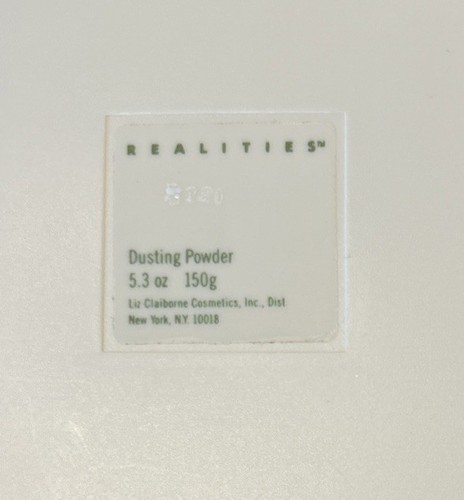 REALITIES™
Dusting Powder
5.3 oz 150g
Liz Claiborne Cosmetics, Inc., Dist
New York, N.Y. 10018